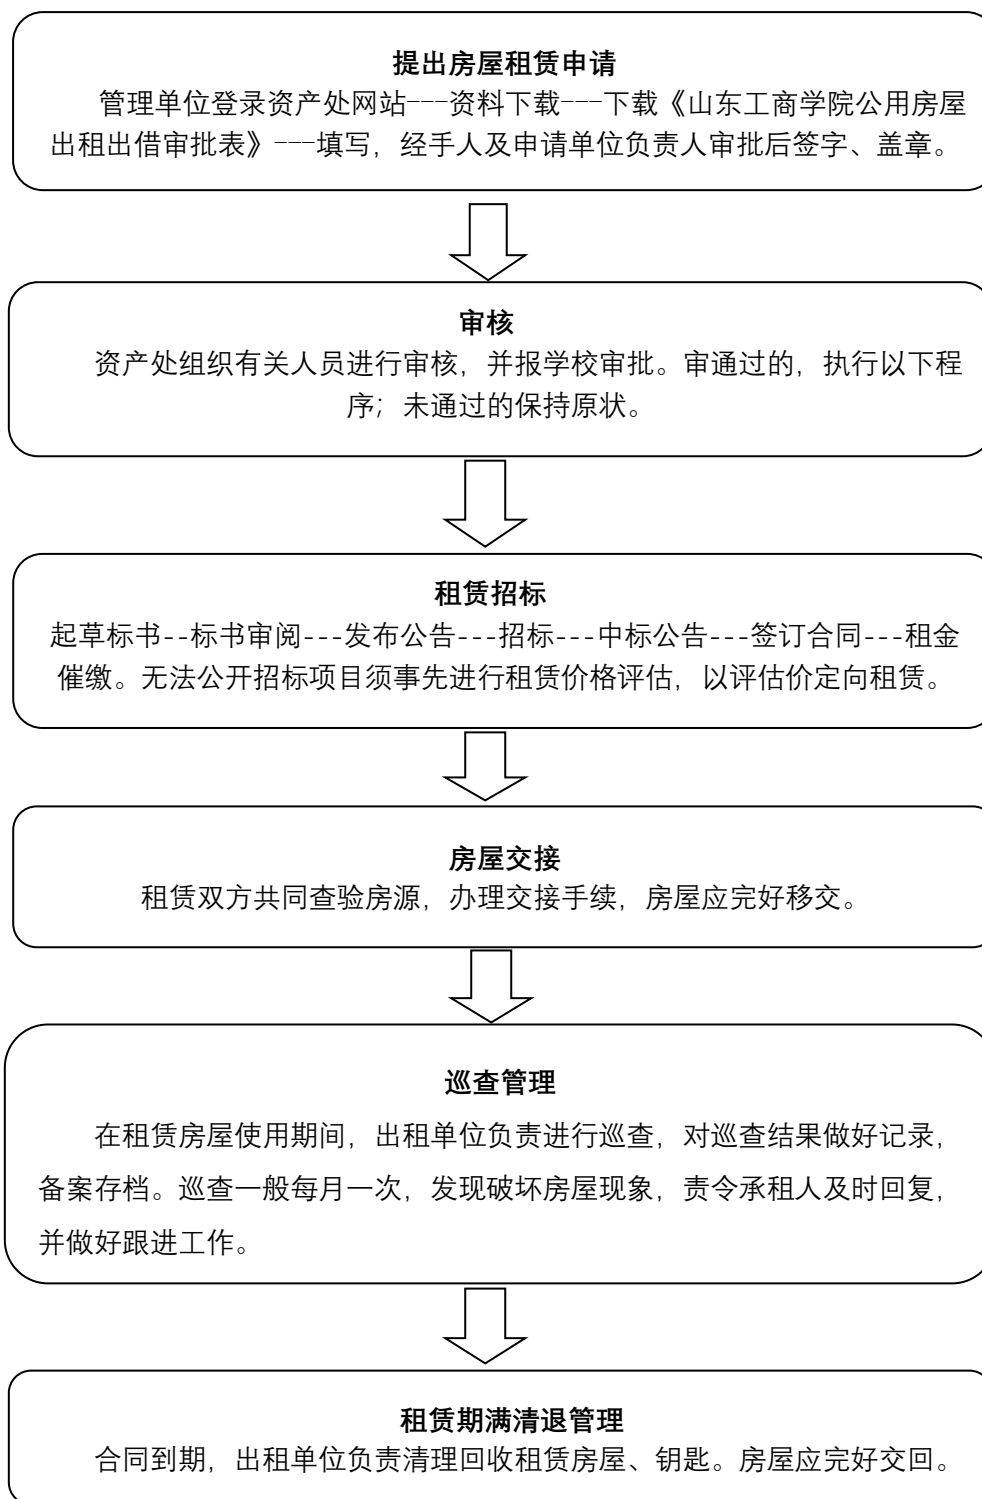 提出房屋租赁申请
管理单位登录资产处网站---资料下载---下载《山东工商学院公用房屋
出租出借审批表》---填写，经手人及申请单位负责人审批后签字、盖章。
审核
资产处组织有关人员进行审核，并报学校审批。审通过的，执行以下程
序；未通过的保持原状。
租赁招标
起草标书--标书审阅---发布公告---招标---中标公告---签订合同---租金
催缴。无法公开招标项目须事先进行租赁价格评估，以评估价定向租赁。
房屋交接
租赁双方共同查验房源，办理交接手续，房屋应完好移交。
巡查管理
在租赁房屋使用期间，出租单位负责进行巡查，对巡查结果做好记录，
备案存档。巡查一般每月一次，发现破坏房屋现象，责令承租人及时回复，
并做好跟进工作。
租赁期满清退管理
合同到期，出租单位负责清理回收租赁房屋、钥匙。房屋应完好交回。